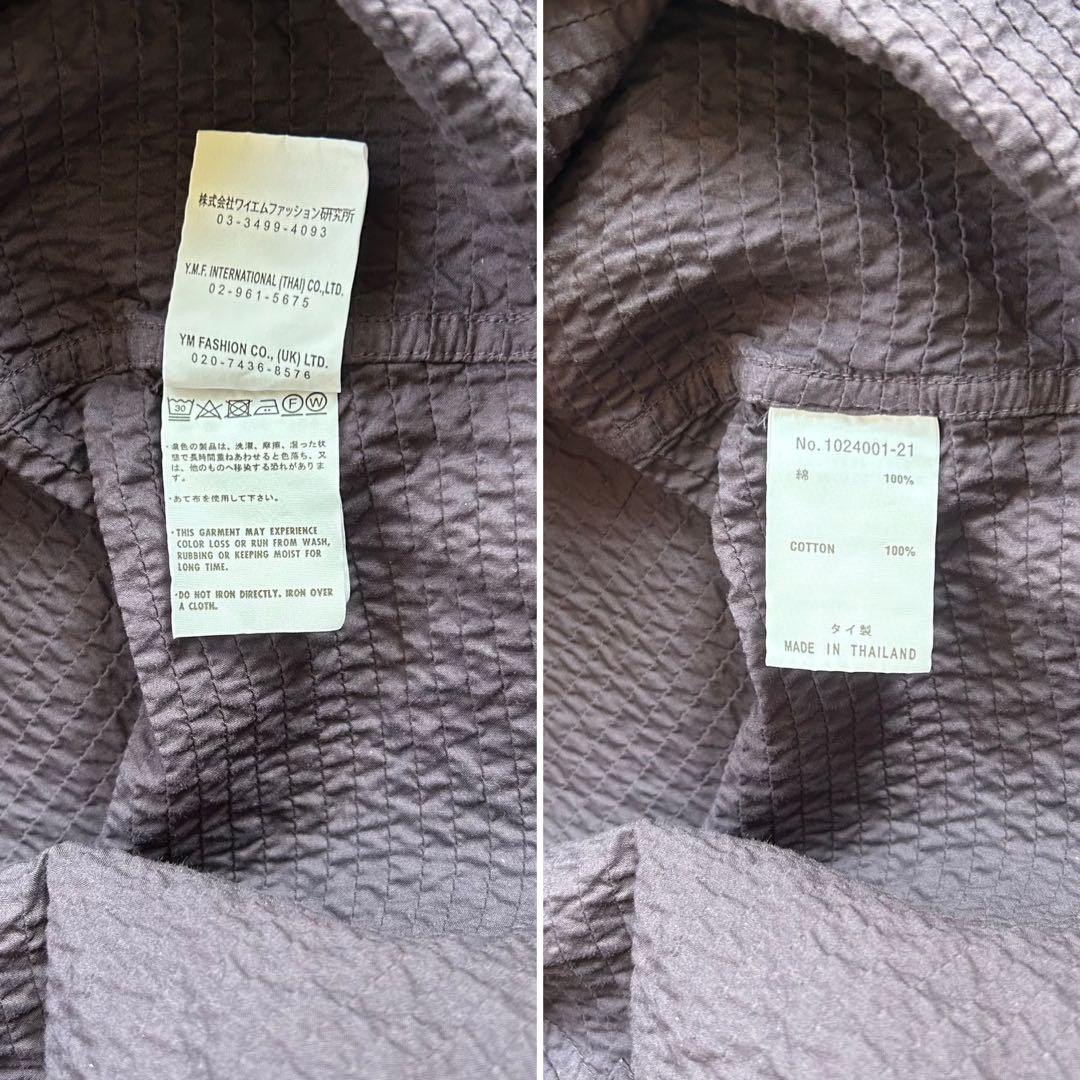 株式会社ワイエムファッション研究所
03-3499-4093
Y.M.F. INTERNATIONAL (THAI) CO.,LTD.
02-961-5675
YM FASHION CO., (UK) LTD.
020-7436-8576
30 F W
・濃色の製品は、洗濯、摩擦、湿った状
態で長時間重ねあわせると色落ち、又
は、他のものへ移染する恐れがありま
す。
・あて布を使用して下さい。
・THIS GARMENT MAY EXPERIENCE
COLOR LOSS OR RUN FROM WASH,
RUBBING OR KEEPING MOIST FOR
LONG TIME.
・DO NOT IRON DIRECTLY. IRON OVER
A CLOTH.
No.1024001-21
綿 100%
COTTON 100%
タイ製
MADE IN THAILAND